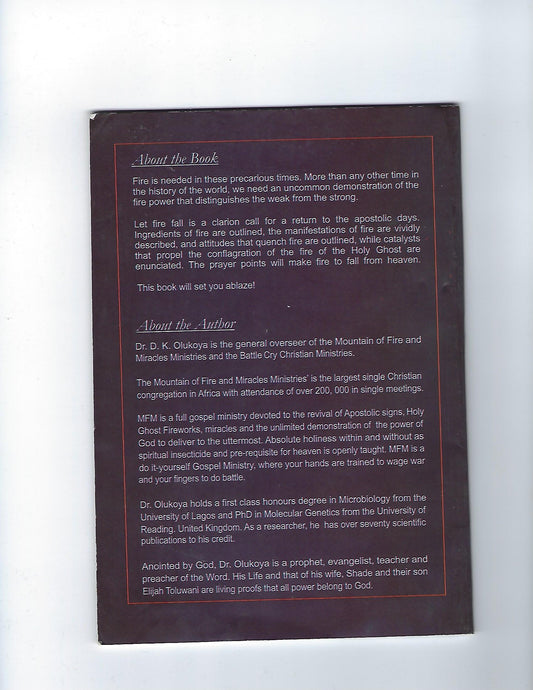 About the Book
Fire is needed in these precarious times. More than any other time in
the history of the world, we need an uncommon demonstration of the
fire power that distinguishes the weak from the strong.
Let fire fall is a clarion call for a return to the apostolic days.
Ingredients of fire are outlined, the manifestations of fire are vividly
described, and attitudes that quench fire are outlined, while catalysts
that propel the conflagration of the fire of the Holy Ghost are
enunciated. The prayer points will make fire to fall from heaven.
This book will set you ablaze!
About the Author
Dr. D. K. Olukoya is the general overseer of the Mountain of Fire and
Miracles Ministries and the Battle Cry Christian Ministries.
The Mountain of Fire and Miracles Ministries' is the largest single Christian
congregation in Africa with attendance of over 200, 000 in single meetings.
MFM is a full gospel ministry devoted to the revival of Apostolic signs, Holy
Ghost Fireworks, miracles and the unlimited demonstration of the power of
God to deliver to the uttermost. Absolute holiness within and without as
spiritual insecticide and pre-requisite for heaven is openly taught. MFM is a
do it-yourself Gospel Ministry, where your hands are trained to wage war
and your fingers to do battle.
Dr. Olukoya holds a first class honours degree in Microbiology from the
University of Lagos and PhD in Molecular Genetics from the University of
Reading. United Kingdom. As a researcher, he has over seventy scientific
publications to his credit.
Anointed by God, Dr. Olukoya is a prophet, evangelist, teacher and
preacher of the Word. His Life and that of his wife, Shade and their son
Elijah Toluwani are living proofs that all power belong to God.